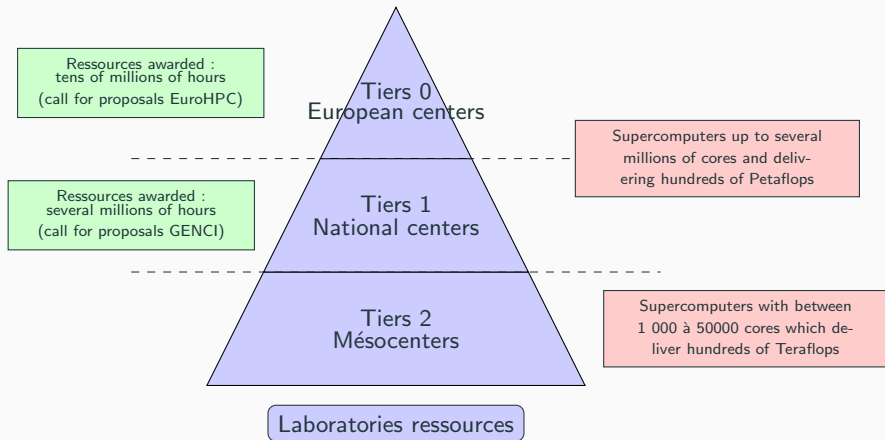 Ressources awarded :
tens of millions of hours
(call for proposals EuroHPC)
Tiers 0
European centers
Supercomputers up to several
millions of cores and deliv-
ering hundreds of Petaflops
Ressources awarded :
several millions of hours
(call for proposals GENCI)
Tiers 1
National centers
Supercomputers with between
1 000 à 50000 cores which de-
liver hundreds of Teraflops
Tiers 2
Mésocenters
Laboratories ressources